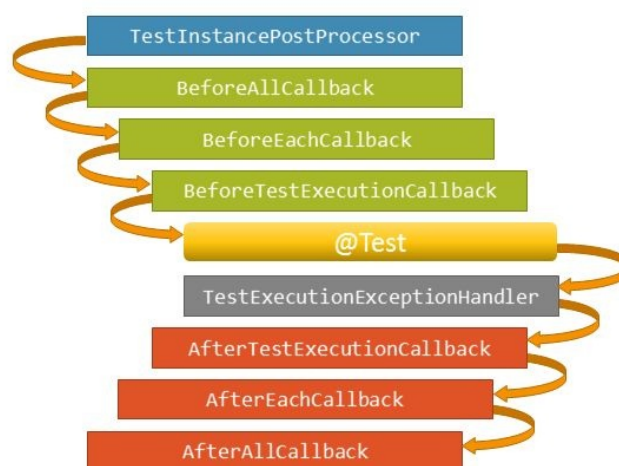 TestInstancePostProcessor
BeforeAllCallback
BeforeEachCallback
BeforeTestExecutionCallback
@Test
TestExecutionExceptionHandler
AfterTestExecutionCallback
AfterEachCallback
AfterAllCallback